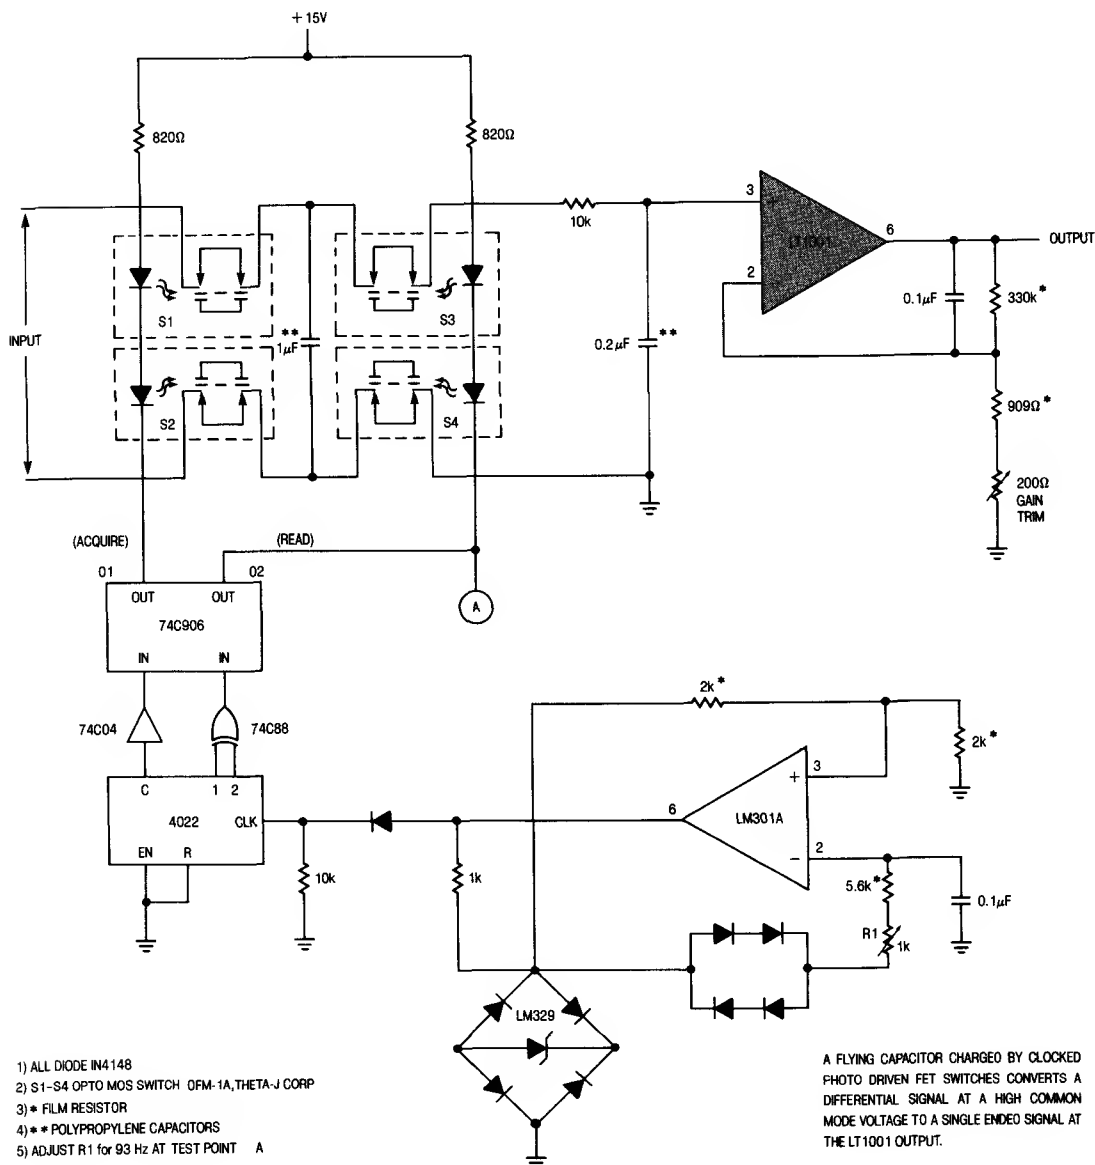 +15V
820Ω
820Ω
10k
3
LT1001
6
2
OUTPUT
0.1μF
330k*
S1
S3
INPUT
**
1μF
0.2μF
**
S2
S4
909Ω*
200Ω
GAIN
TRIM
(ACQUIRE)
(READ)
01
02
OUT
OUT
74C906
IN
IN
A
2k*
74C04
74C88
2k*
3
+
6
LM301A
C
1
2
4022
CLK
EN
R
2
−
5.6k*
0.1μF
10k
1k
R1
1k
LM329
1) ALL DIODE IN4148
2) S1-S4 OPTO MOS SWITCH OFM-1A, THETA-J CORP
3) * FILM RESISTOR
4) * * POLYPROPYLENE CAPACITORS
5) ADJUST R1 for 93 Hz AT TEST POINT A
A FLYING CAPACITOR CHARGEO BY CLOCKED
PHOTO DRIVEN FET SWITCHES CONVERTS A
DIFFERENTIAL SIGNAL AT A HIGH COMMON
MODE VOLTAGE TO A SINGLE ENDEO SIGNAL AT
THE LT1001 OUTPUT.